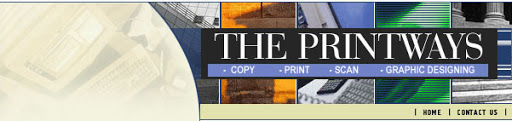 THE PRINTWAYS
- COPY - PRINT - SCAN - GRAPHIC DESIGNING
| HOME | CONTACT US |